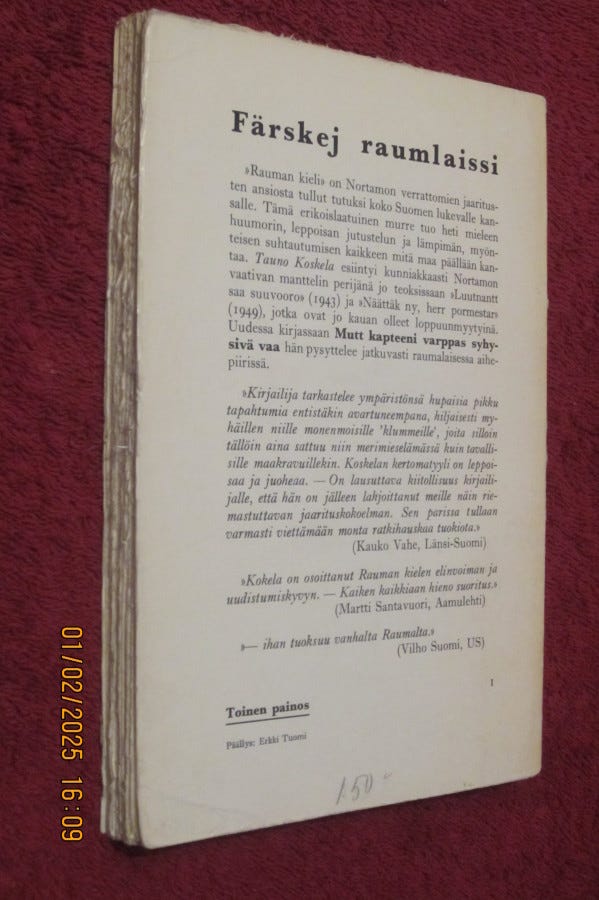 Färskej raumlaissi
»Rauman kieli» on Nortamon verrattomien jaaritus-
ten ansiosta tullut tutuksi koko Suomen lukevalle kan-
salle. Tämä erikoislaatuinen murre tuo heti mieleen
huumorin, leppoisan jutustelun ja lämpimän, myön-
teisen suhtautumisen kaikkeen mitä maa päällään kan-
taa. Tauno Koskela esiintyi kunniakkaasti Nortamon
vaativan manttelin perijänä jo teoksissaan »Luutnantt
saa suuvooro» (1943) ja »Näättäk ny, herr pormestar»
(1949), jotka ovat jo kauan olleet loppuunmyytyinä.
Uudessa kirjassaan Mutt kapteeni varppas syhy-
sivä vaa hän pysyttelee jatkuvasti raumalaisessa aihe-
piirissä.
»Kirjailija tarkastelee ympäristönsä hupaisia pikku
tapahtumia entistäkin avartuneempana, hiljaisesti my-
häillen niille monenmoisille 'klummeille', joita silloin
tällöin aina sattuu niin merimieselämässä kuin tavalli-
sille maakravuillekin. Koskelan kertomatyyli on leppoi-
saa ja juoheaa. — On lausuttava kiitollisuus kirjaili-
jalle, että hän on jälleen lahjoittanut meille näin rie-
mastuttavan jaarituskokoelman. Sen parissa tullaan
varmasti viettämään monta ratkihauskaa tuokiota.»
(Kauko Vahe, Länsi-Suomi)
»Kokela on osoittanut Rauman kielen elinvoiman ja
uudistumiskyvyn. — Kaiken kaikkiaan hieno suoritus.»
(Martti Santavuori, Aamulehti)
»— ihan tuoksuu vanhalta Raumalta.»
(Vilho Suomi, US)
1
Toinen painos
Päällys: Erkki Tuomi
1.50
01/02/2025 16:09